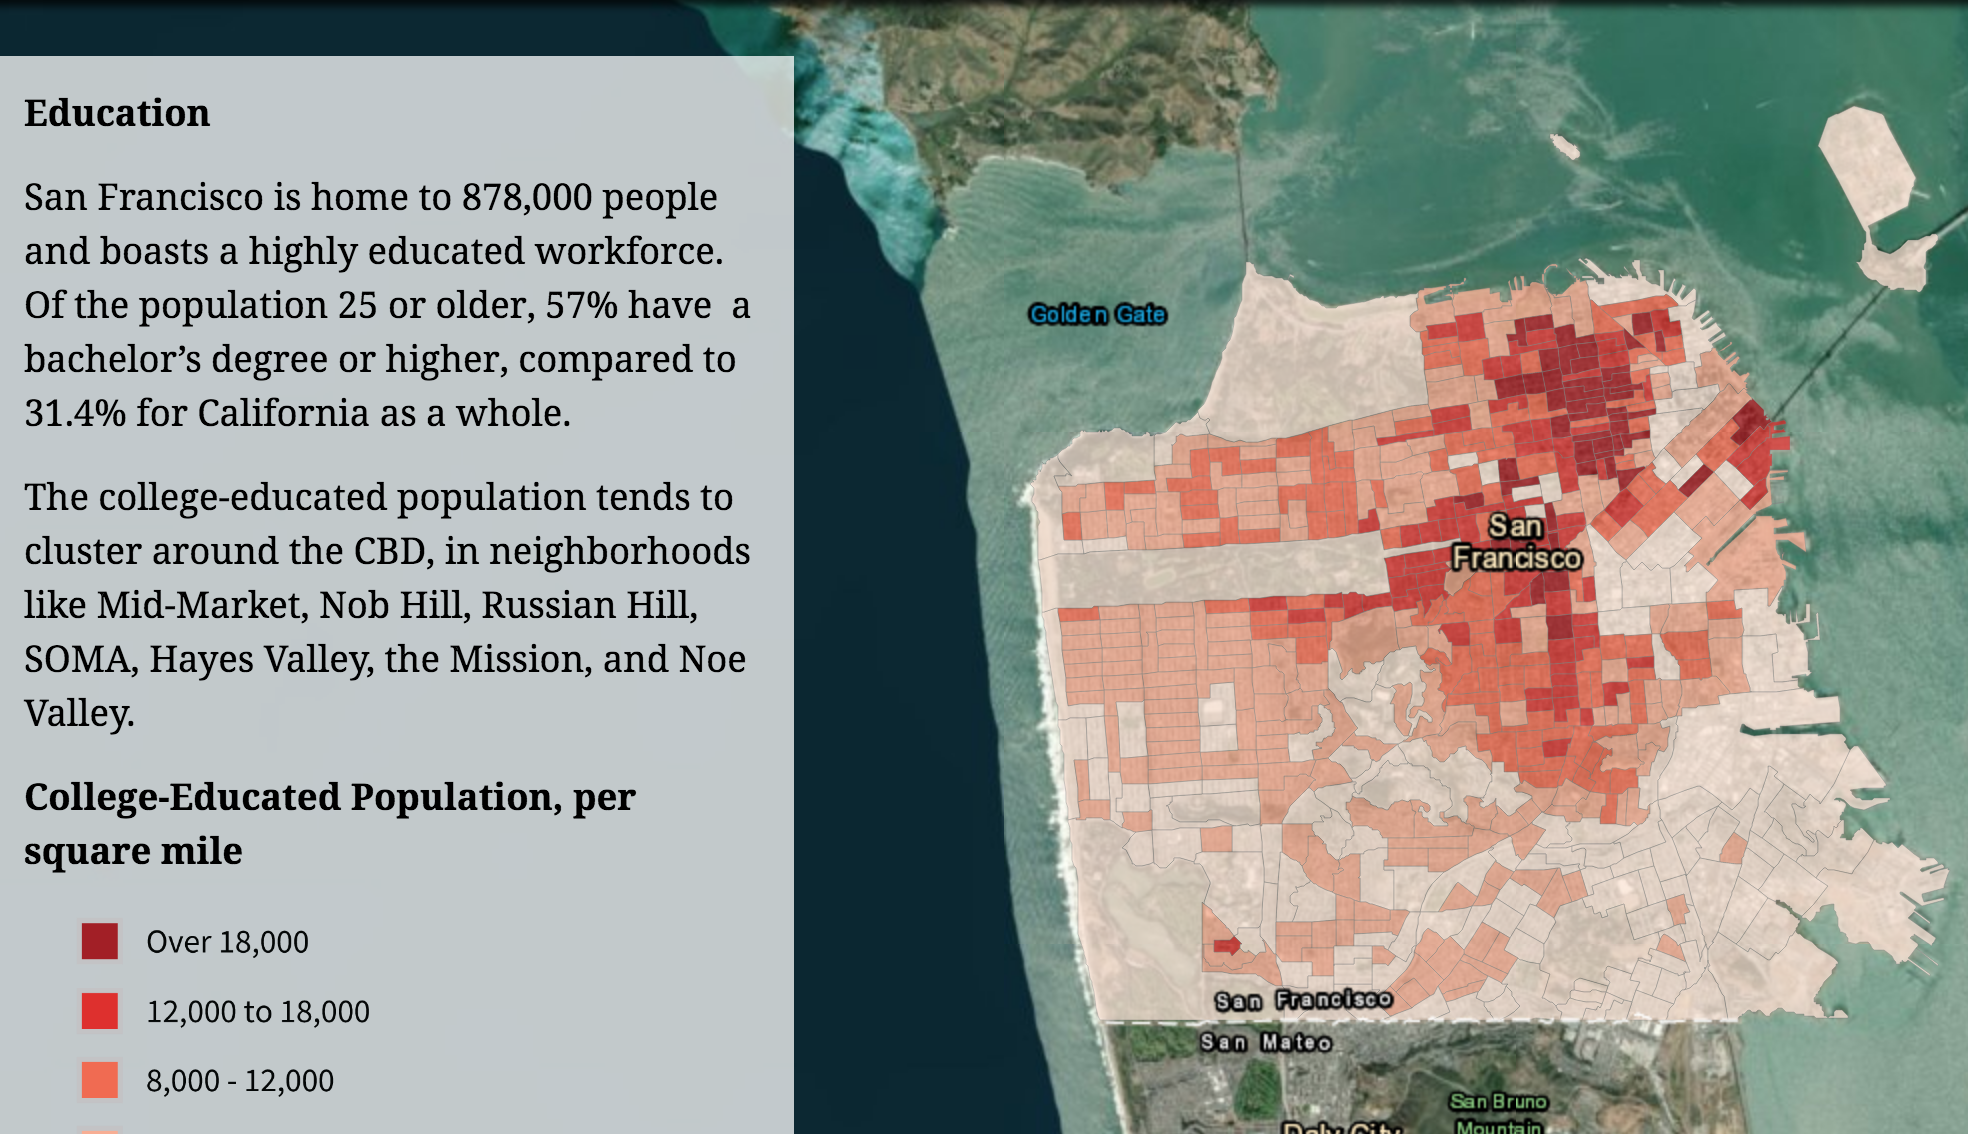 Education
San Francisco is home to 878,000 people
and boasts a highly educated workforce.
Of the population 25 or older, 57% have  a
bachelor’s degree or higher, compared to
31.4% for California as a whole.
The college-educated population tends to
cluster around the CBD, in neighborhoods
like Mid-Market, Nob Hill, Russian Hill,
SOMA, Hayes Valley, the Mission, and Noe
Valley.
College-Educated Population, per
square mile
Over 18,000
12,000 to 18,000
8,000 - 12,000
Golden Gate
San
Francisco
San Francisco
San Mateo
San Bruno
Mountain
Daly City